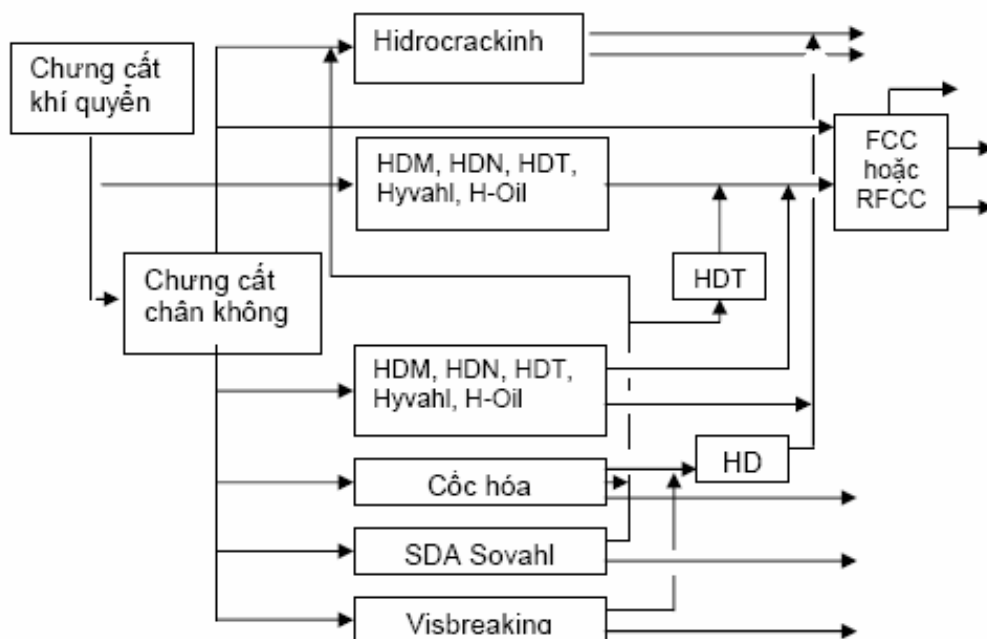 Hidrocrackinh
Chưng cất
khí quyển
FCC
hoặc
RFCC
HDM, HDN, HDT,
Hyvahl, H-Oil
HDT
Chưng cất
chân không
HDM, HDN, HDT,
Hyvahl, H-Oil
HD
Cốc hóa
SDA Sovahl
Visbreaking